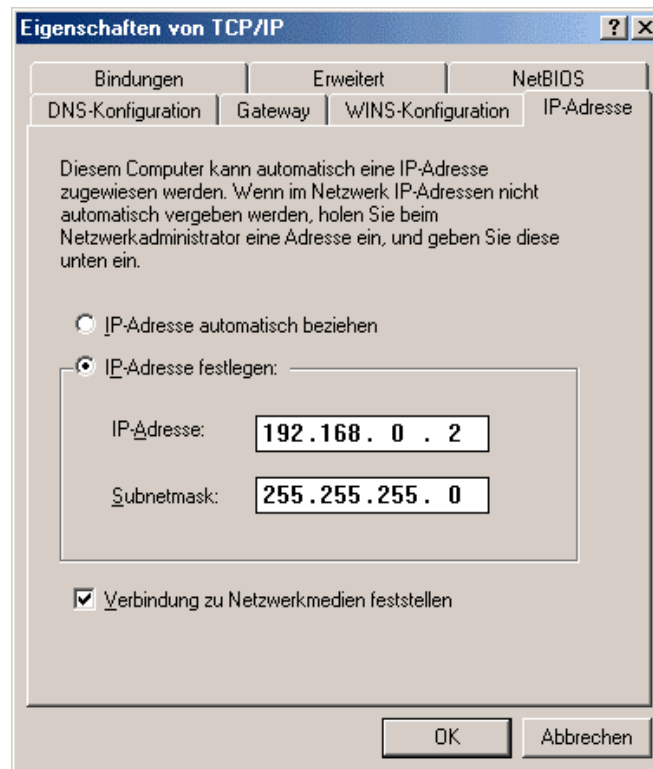 Eigenschaften von TCP/IP
Bindungen Erweitert NetBIOS
DNS-Konfiguration Gateway WINS-Konfiguration IP-Adresse
Diesem Computer kann automatisch eine IP-Adresse
zugewiesen werden. Wenn im Netzwerk IP-Adressen nicht
automatisch vergeben werden, holen Sie beim
Netzwerkadministrator eine Adresse ein, und geben Sie diese
unten ein.
IP-Adresse automatisch beziehen
IP-Adresse festlegen:
IP-Adresse: 192.168. 0 . 2
Subnetmask: 255.255.255. 0
Verbindung zu Netzwerkmedien feststellen
OK Abbrechen